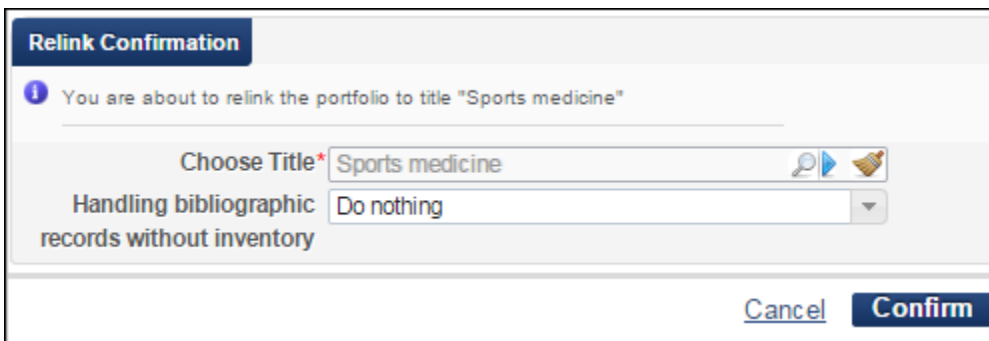 Relink Confirmation
You are about to relink the portfolio to title "Sports medicine"
Choose Title* Sports medicine
Handling bibliographic Do nothing
records without inventory
Cancel Confirm